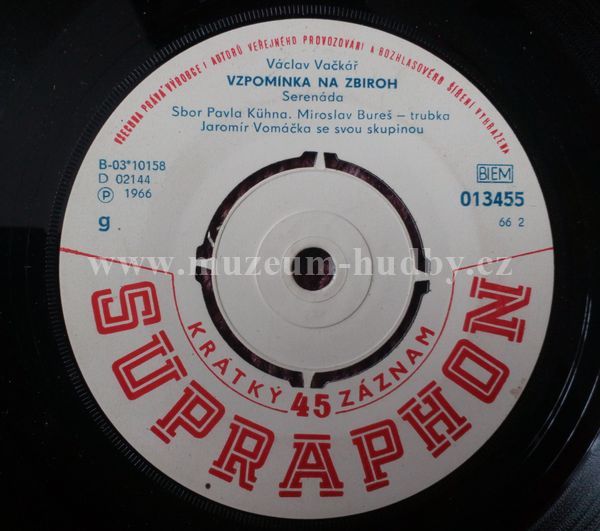 VŠECHNA PRÁVA VÝROBCE I AUTORŮ VEŘEJNÉHO PROVOZOVÁNÍ A ROZHLASOVÉHO ŠÍŘENÍ VYHRAZENA
Václav Vačkář
VZPOMÍNKA NA ZBIROH
Serenáda
Sbor Pavla Kühna. Miroslav Bureš – trubka
Jaromír Vomáčka se svou skupinou
B-03*10158
D 02144
Ⓟ 1966
g
BIEM
013455
66 2
www.muzeum-hudby.cz
KRÁTKÝ 45 ZÁZNAM
SUPRAPHON